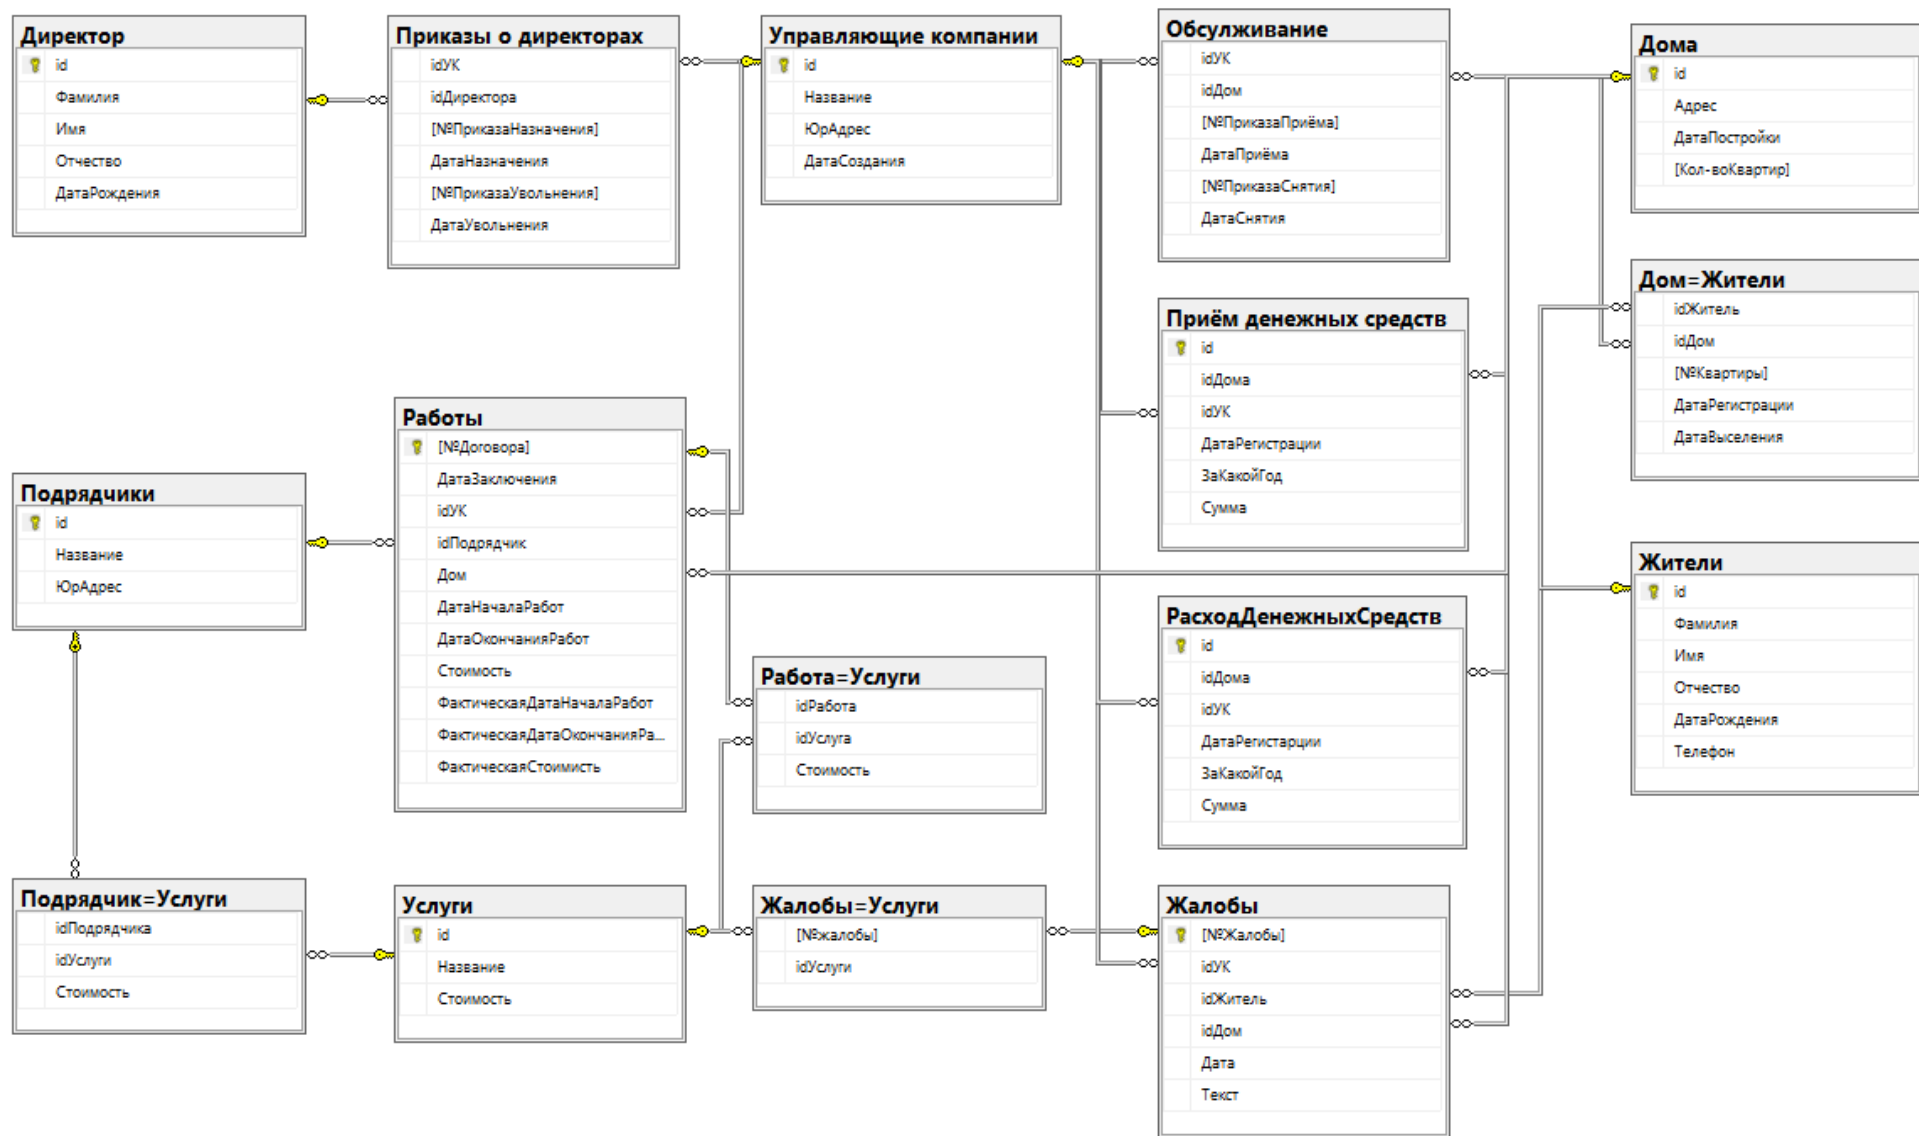 Директор
id
Фамилия
Имя
Отчество
ДатаРождения
Приказы о директорах
idУК
idДиректора
[№ПриказаНазначения]
ДатаНазначения
[№ПриказаУвольнения]
ДатаУвольнения
Управляющие компании
id
Название
ЮрАдрес
ДатаСоздания
Обсулживание
idУК
idДом
[№ПриказаПриёма]
ДатаПриёма
[№ПриказаСнятия]
ДатаСнятия
Дома
id
Адрес
ДатаПостройки
[Кол-воКвартир]
Дом=Жители
idЖитель
idДом
[№Квартиры]
ДатаРегистрации
ДатаВыселения
Приём денежных средств
id
idДома
idУК
ДатаРегистрации
ЗаКакойГод
Сумма
Работы
[№Договора]
ДатаЗаключения
idУК
idПодрядчик
Дом
ДатаНачалаРабот
ДатаОкончанияРабот
Стоимость
ФактическаяДатаНачалаРабот
ФактическаяДатаОкончанияРа...
ФактическаяСтоимисть
Подрядчики
id
Название
ЮрАдрес
Жители
id
Фамилия
Имя
Отчество
ДатаРождения
Телефон
РасходДенежныхСредств
id
idДома
idУК
ДатаРегистарции
ЗаКакойГод
Сумма
Работа=Услуги
idРабота
idУслуга
Стоимость
Подрядчик=Услуги
idПодрядчика
idУслуги
Стоимость
Услуги
id
Название
Стоимость
Жалобы=Услуги
[№жалобы]
idУслуги
Жалобы
[№Жалобы]
idУК
idЖитель
idДом
Дата
Текст